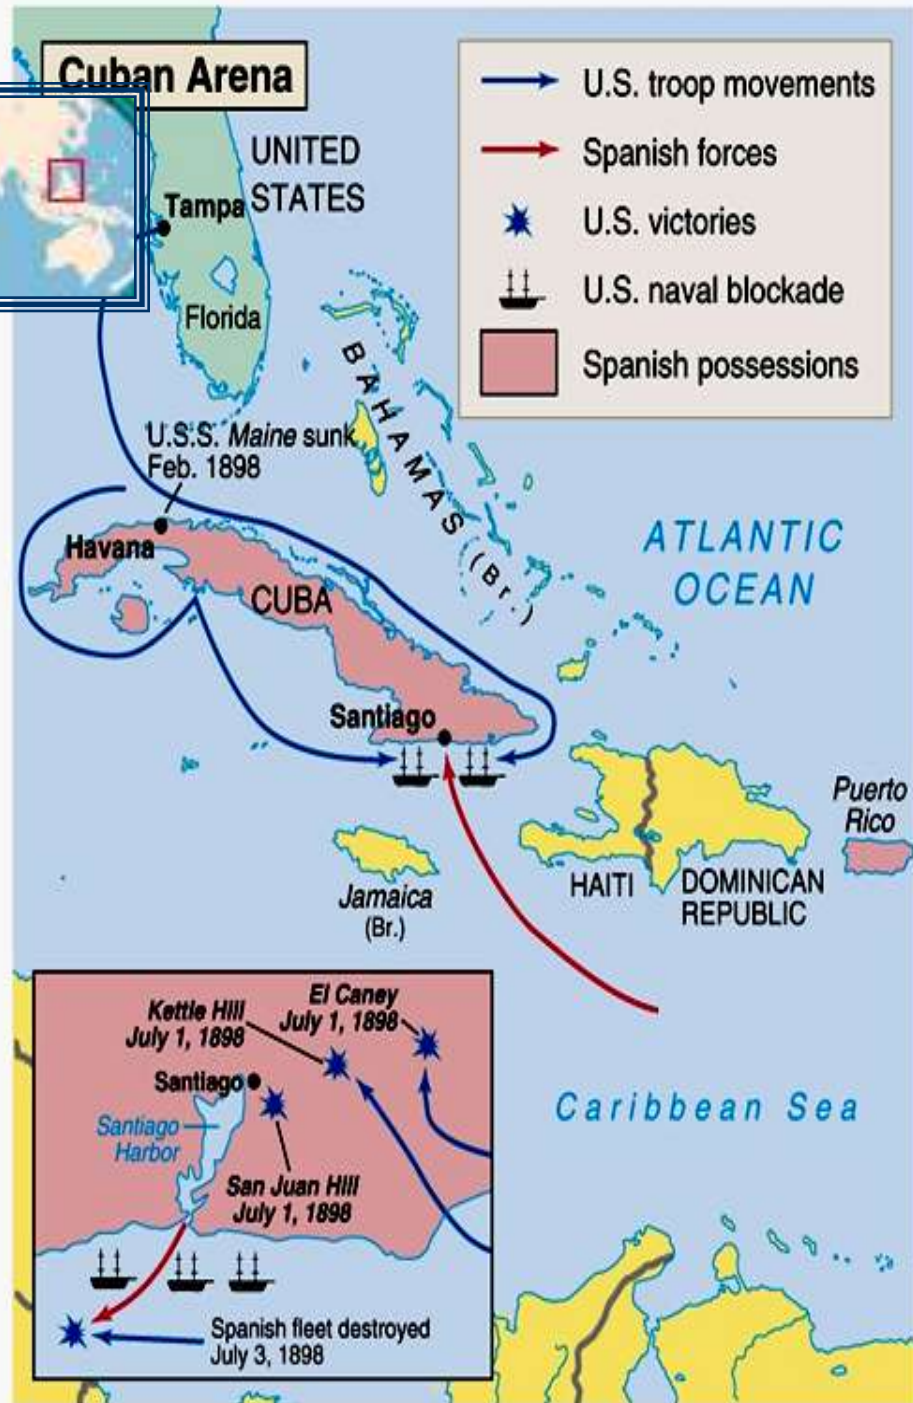 Cuban Arena
U.S. troop movements
Spanish forces
U.S. victories
U.S. naval blockade
Spanish possessions
UNITED
STATES
Tampa
Florida
BAHAMAS (Br.)
U.S.S. Maine sunk
Feb. 1898
Havana
CUBA
ATLANTIC
OCEAN
Santiago
Puerto
Rico
HAITI
DOMINICAN
REPUBLIC
Jamaica
(Br.)
El Caney
July 1, 1898
Kettle Hill
July 1, 1898
Santiago
Santiago
Harbor
San Juan Hill
July 1, 1898
Spanish fleet destroyed
July 3, 1898
Caribbean Sea